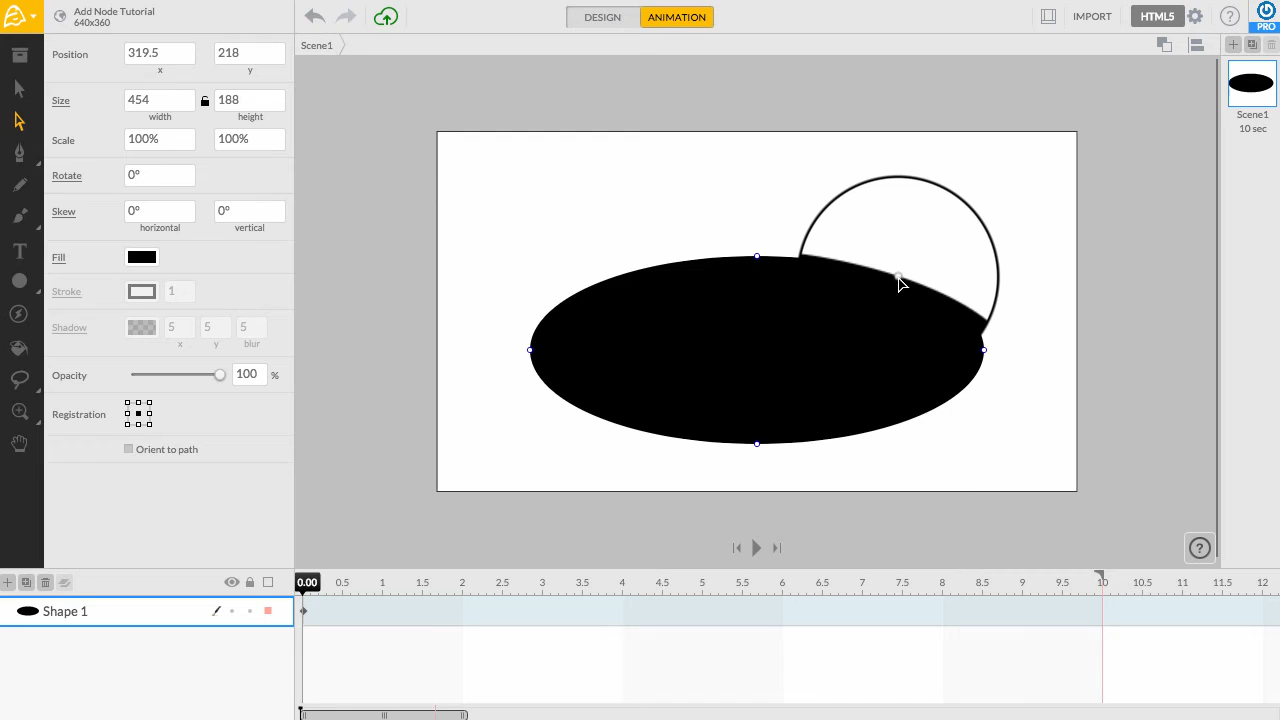 Add Node Tutorial
640x360
DESIGN
ANIMATION
IMPORT
HTML5
?
PRO
Position
319.5
218
x
y
Scene1
Size
454
188
width
height
Scale
100%
100%
Rotate
0°
Skew
0°
0°
horizontal
vertical
Fill
Stroke
1
Shadow
5
5
5
x
y
blur
Opacity
100
%
Registration
Orient to path
T
Scene1
10 sec
?
0.00
0.5
1
1.5
2
2.5
3
3.5
4
4.5
5
5.5
6
6.5
7
7.5
8
8.5
9
9.5
10
10.5
11
11.5
12
Shape 1